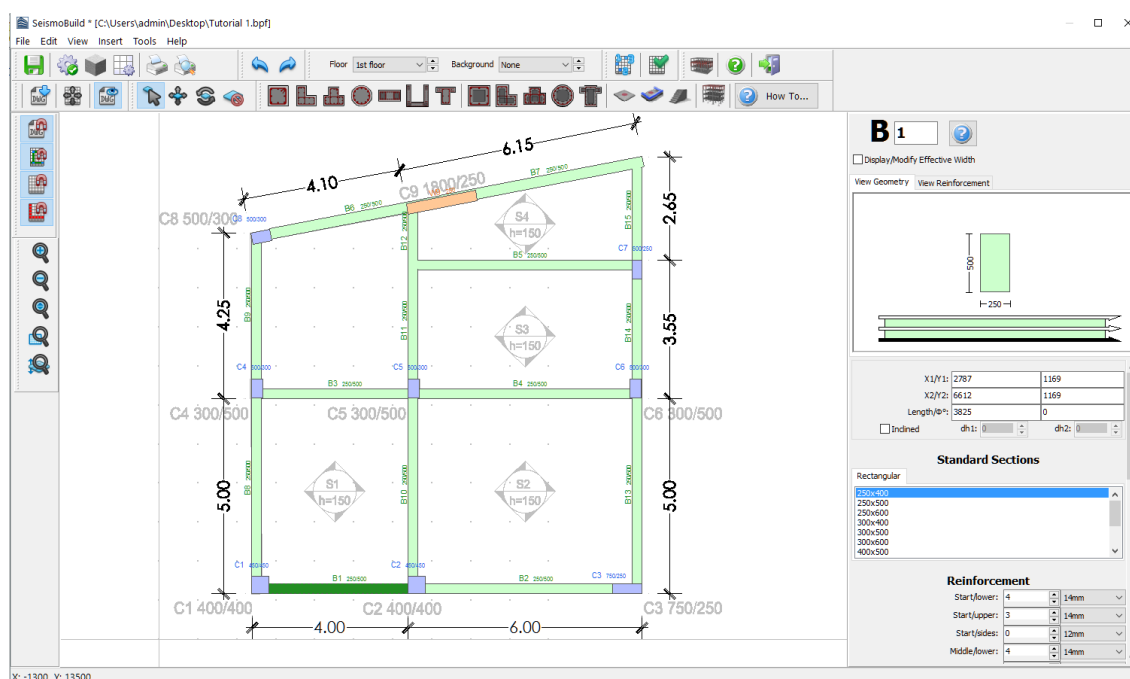 SeismoBuild * [C:\Users\admin\Desktop\Tutorial 1.bpf]
File Edit View Insert Tools Help
Floor 1st floor Background None
How To...
B 1
Display/Modify Effective Width
View Geometry View Reinforcement
500
250
X1/Y1: 2787 1169
X2/Y2: 6612 1169
Length/Φ°: 3825 0
Inclined dh1: 0 dh2: 0
Standard Sections
Rectangular
250x400
250x500
250x600
300x400
300x500
300x600
400x500
Reinforcement
Start/lower: 4 14mm
Start/upper: 3 14mm
Start/sides: 0 12mm
Middle/lower: 4 14mm
6.15
4.10
B7 250/500
C9 1800/250
B6 250/500
C8 500/300
C8 500/300
B15 250/500
2.65
S4
h=150
B12 250/500
B5 250/500
C7 500/250
4.25
B9 250/500
B11 250/500
S3
h=150
B14 250/500
3.55
C4 300/500
C5 300/500
C6 300/500
B3 250/500
B4 250/500
C4 300/500
C5 300/500
C6 300/500
5.00
B8 250/500
S1
h=150
B10 250/500
S2
h=150
B13 250/500
5.00
C1
C2
B1 250/500
B2 250/500
C3 750/250
C1 400/400
C2 400/400
C3 750/250
4.00
6.00
X: -1300 Y: 13500